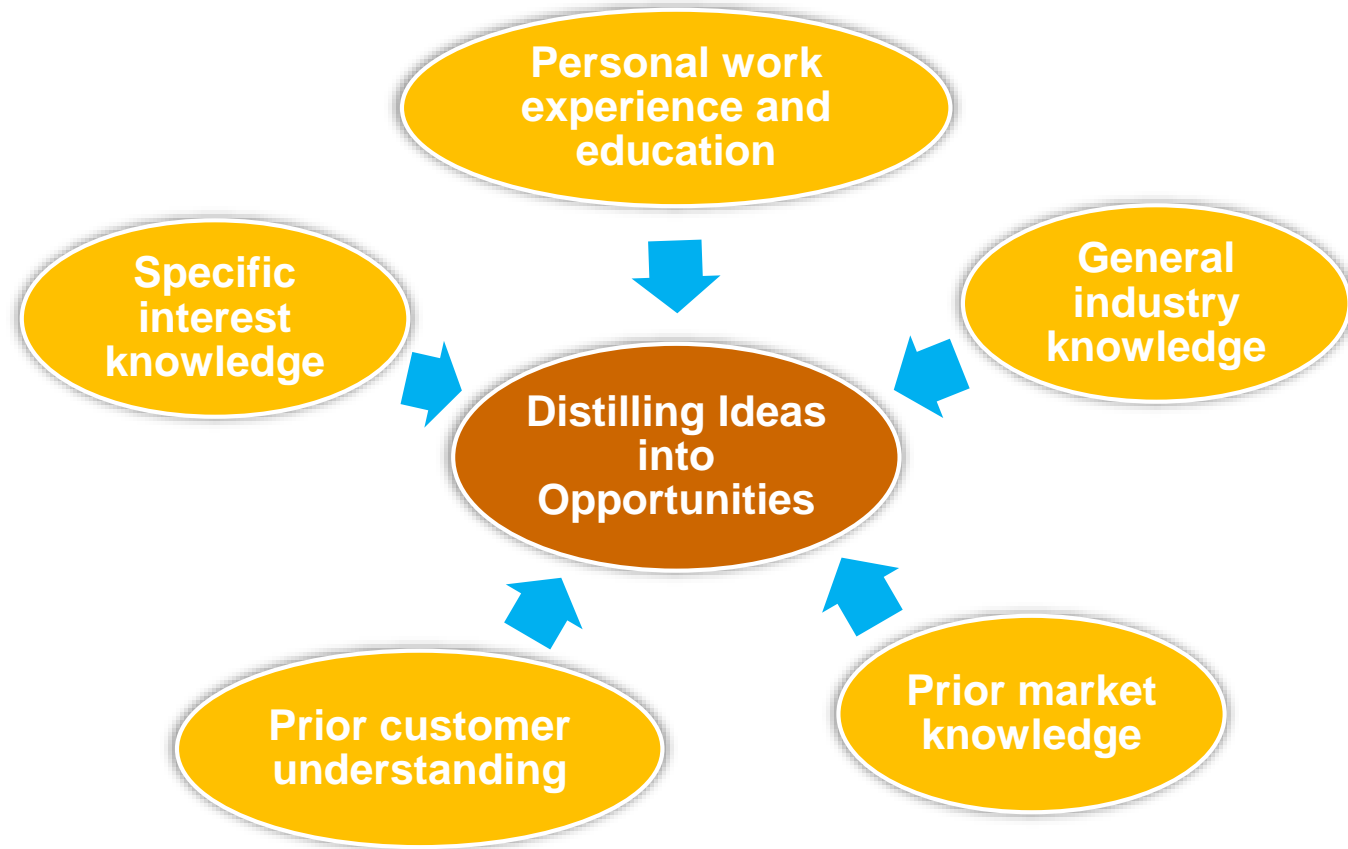 Personal work
experience and
education
Specific
interest
knowledge
General
industry
knowledge
Distilling Ideas
into
Opportunities
Prior customer
understanding
Prior market
knowledge